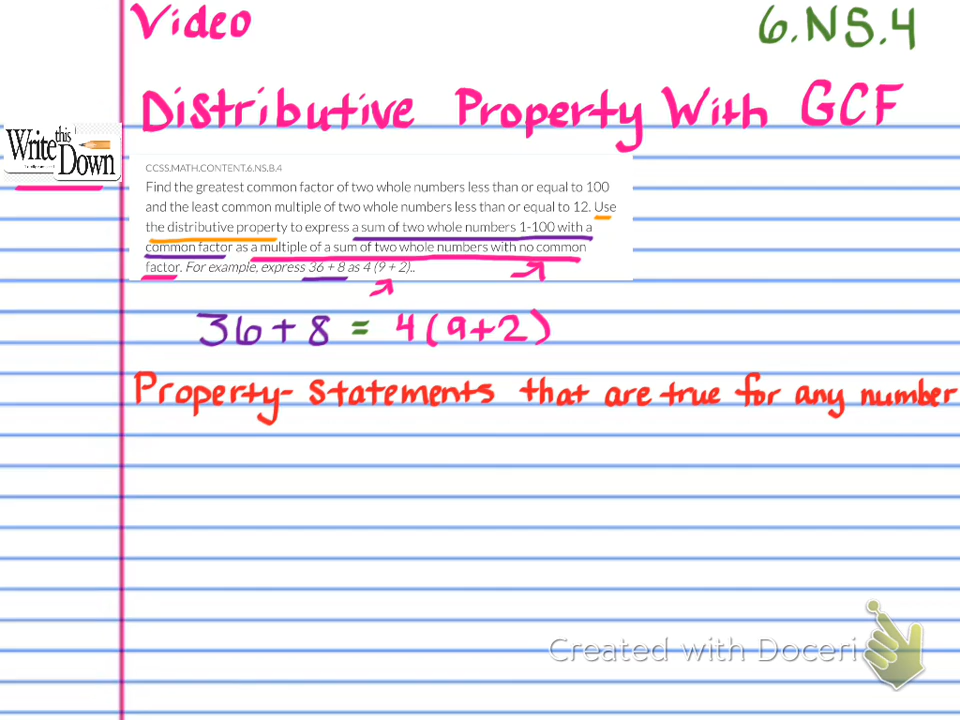 Video
6.NS.4
Distributive Property With GCF
Write this Down
CCSS.MATH.CONTENT.6.NS.B.4
Find the greatest common factor of two whole numbers less than or equal to 100
and the least common multiple of two whole numbers less than or equal to 12. Use
the distributive property to express a sum of two whole numbers 1-100 with a
common factor as a multiple of a sum of two whole numbers with no common
factor. For example, express 36 + 8 as 4 (9 + 2)..
36+8 = 4(9+2)
Property- Statements that are true for any number
Created with Doceri